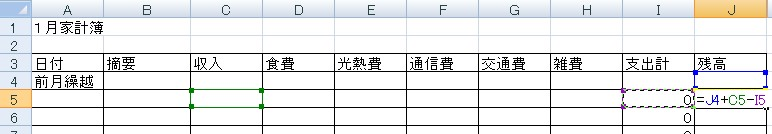 A B C D E F G H I J
1 1月家計簿
2
3 日付 摘要 収入 食費 光熱費 通信費 交通費 雑費 支出計 残高
4 前月繰越
5 0 =J4+C5-I5
6 0